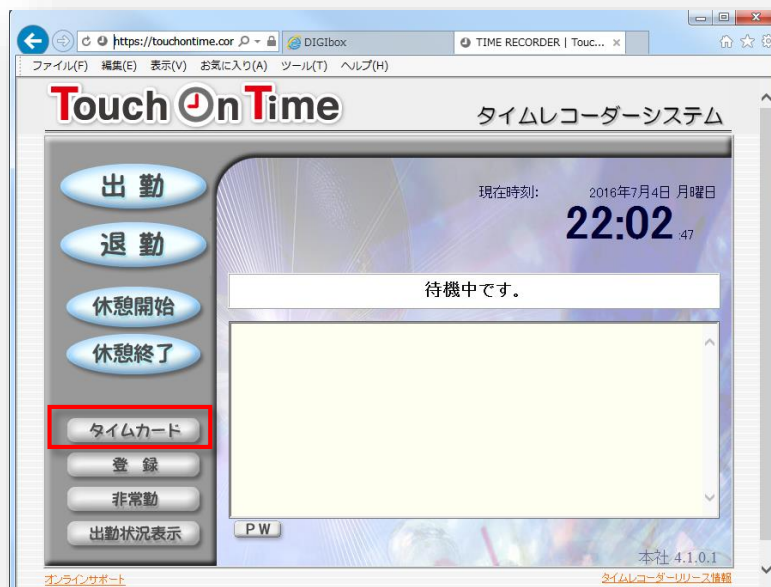 https://touchontime.cor
DIGIbox
TIME RECORDER | Touc... ×
ファイル(F) 編集(E) 表示(V) お気に入り(A) ツール(T) ヘルプ(H)
Touch On Time
タイムレコーダーシステム
出 勤
退 勤
休憩開始
休憩終了
タイムカード
登 録
非常勤
出勤状況表示
現在時刻: 2016年7月4日 月曜日
22:02 :47
待機中です。
PW
本社 4.1.0.1
オンラインサポート
タイムレコーダーリリース情報